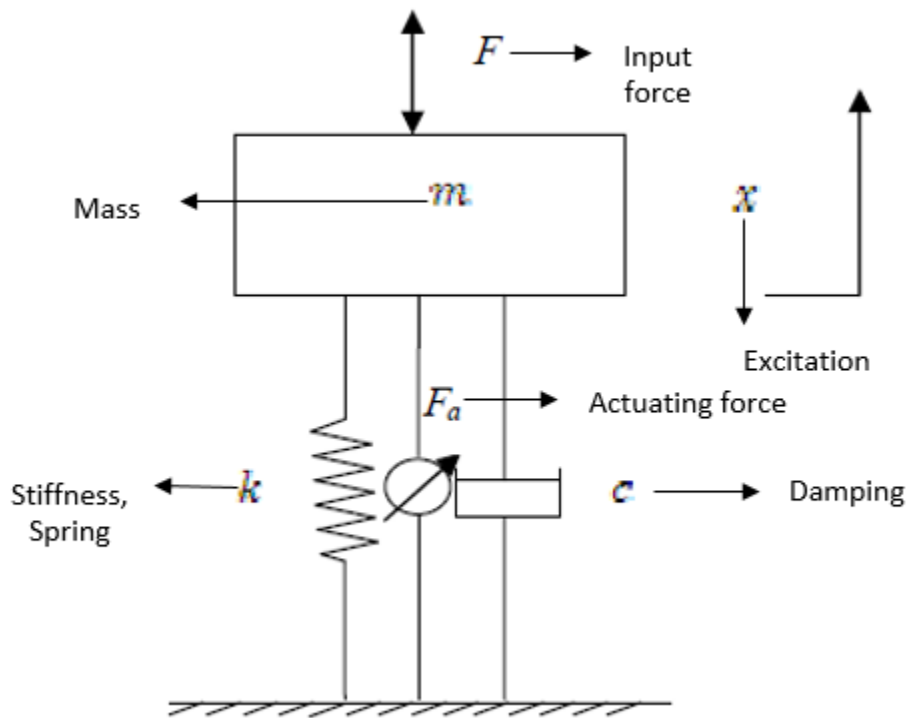 F
Input
force
m
Mass
x
Excitation
Fa
Actuating force
k
Stiffness,
Spring
c
Damping